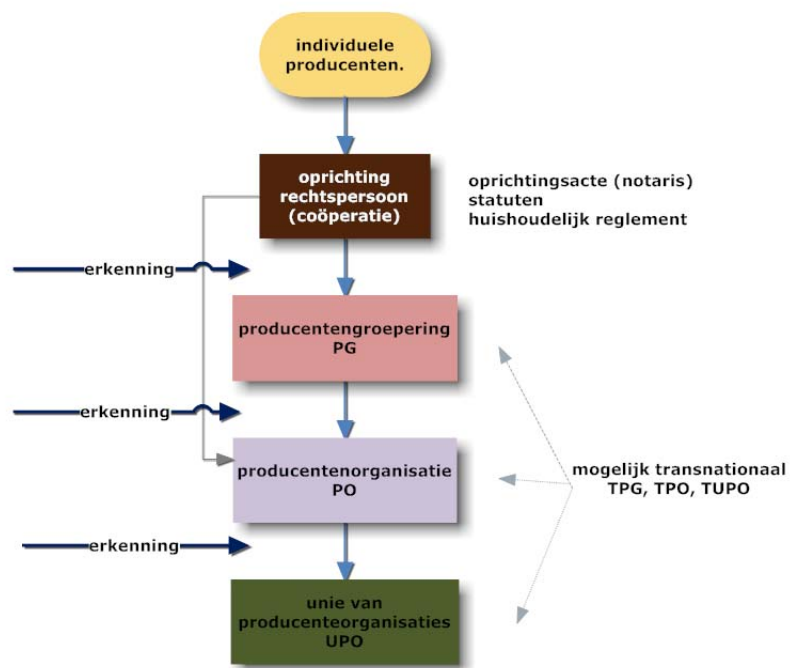 individuele
producenten.
oprichting
rechtspersoon
(coöperatie)
oprichtingsacte (notaris)
statuten
huishoudelijk reglement
erkenning
producentengroepering
PG
erkenning
producentenorganisatie
PO
mogelijk transnationaal
TPG, TPO, TUPO
erkenning
unie van
producenteorganisaties
UPO